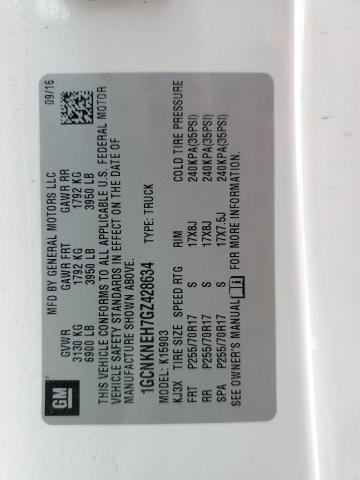 GM
MFD BY GENERAL MOTORS LLC
09/16
GVWR GAWR FRT GAWR RR
3130 KG 1792 KG 1792 KG
6900 LB 3950 LB 3950 LB
THIS VEHICLE CONFORMS TO ALL APPLICABLE U.S. FEDERAL MOTOR
VEHICLE SAFETY STANDARDS IN EFFECT ON THE DATE OF
MANUFACTURE SHOWN ABOVE.
1GCNKNEH7GZ428634 TYPE: TRUCK
MODEL: K15903
KJ3X TIRE SIZE SPEED RTG RIM COLD TIRE PRESSURE
FRT P255/70R17 S 17X8J 240KPA(35PSI)
RR P255/70R17 S 17X8J 240KPA(35PSI)
SPA P255/70R17 S 17X7.5J 240KPA(35PSI)
SEE OWNER'S MANUAL FOR MORE INFORMATION.